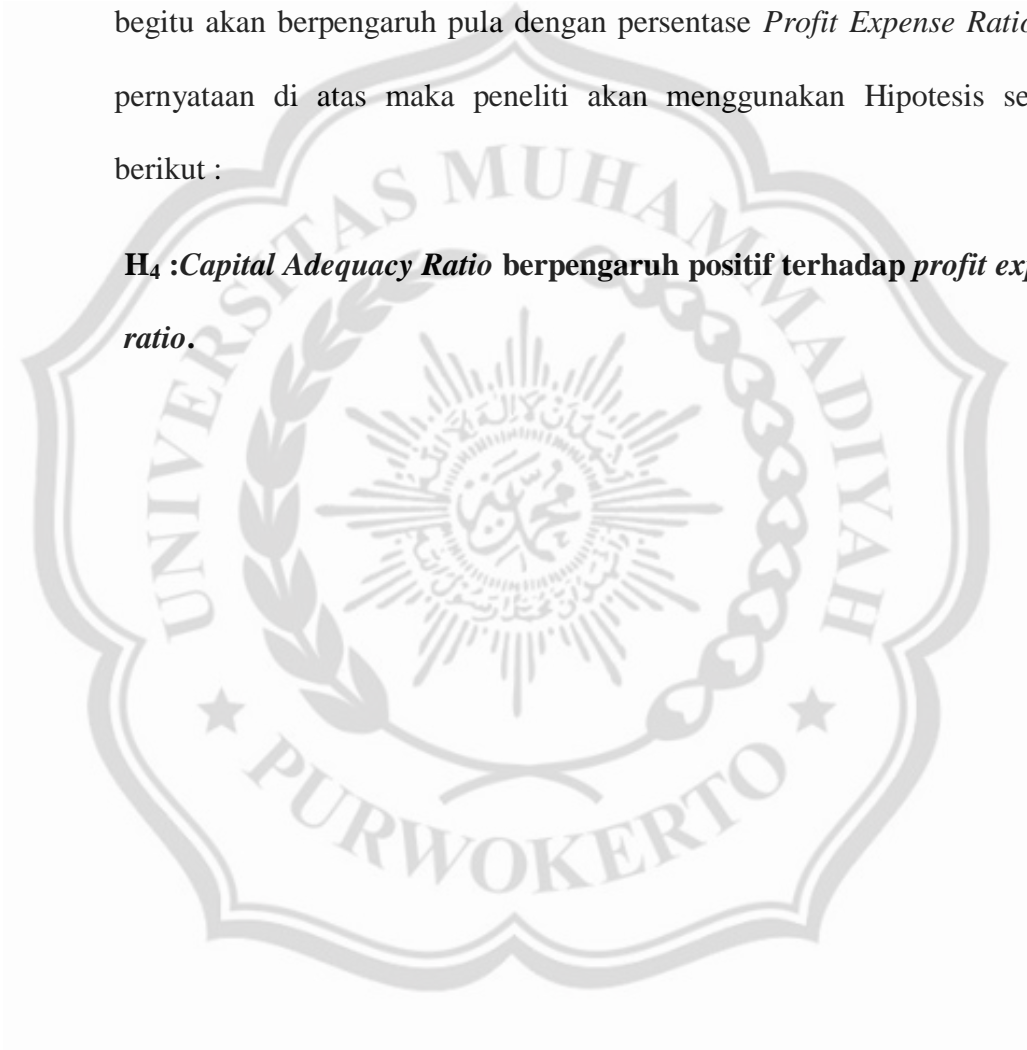 begitu akan berpengaruh pula dengan persentase Profit Expense Ratio
pernyataan di atas maka peneliti akan menggunakan Hipotesis se
berikut :
H4 :Capital Adequacy Ratio berpengaruh positif terhadap profit ex
ratio.
UNIVERSITAS MUHAMMADIYAH
PURWOKERTO
محمد